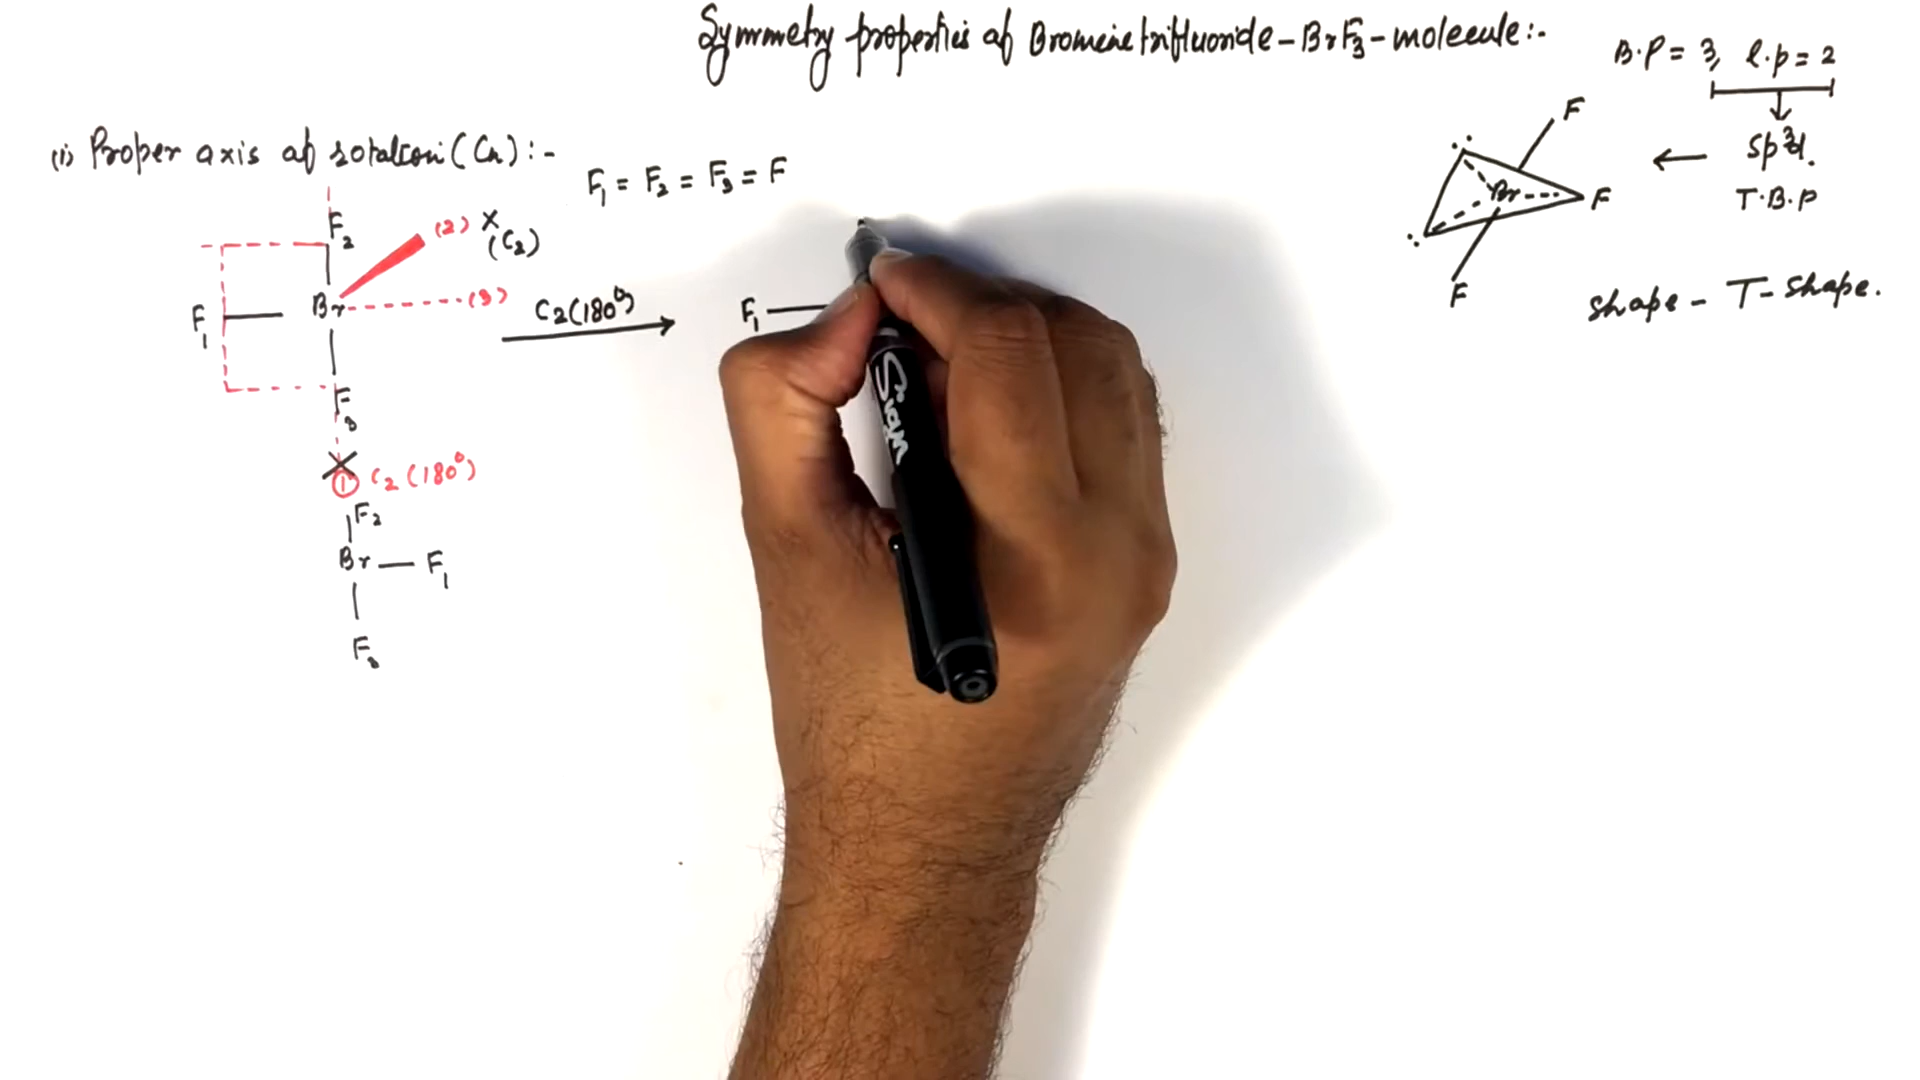 Symmetry properties of Bromine trifluoride - BrF3 - molecule:-
B.P = 3, l.p = 2
sp3d.
T.B.P
F
Br F
F
shape - T-shape.
(i) Proper axis of rotation (Cn):-
F1 = F2 = F3 = F
F2
(2) X
(C2)
F1 Br (3)
C2(180°)
F1
F3
X
1 C2 (180°)
F2
Br F1
F3
Sign